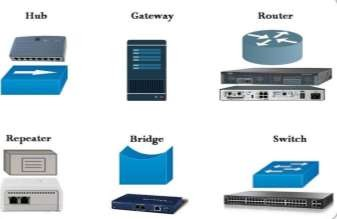 Hub
Gateway
Router
Repeater
Bridge
Switch